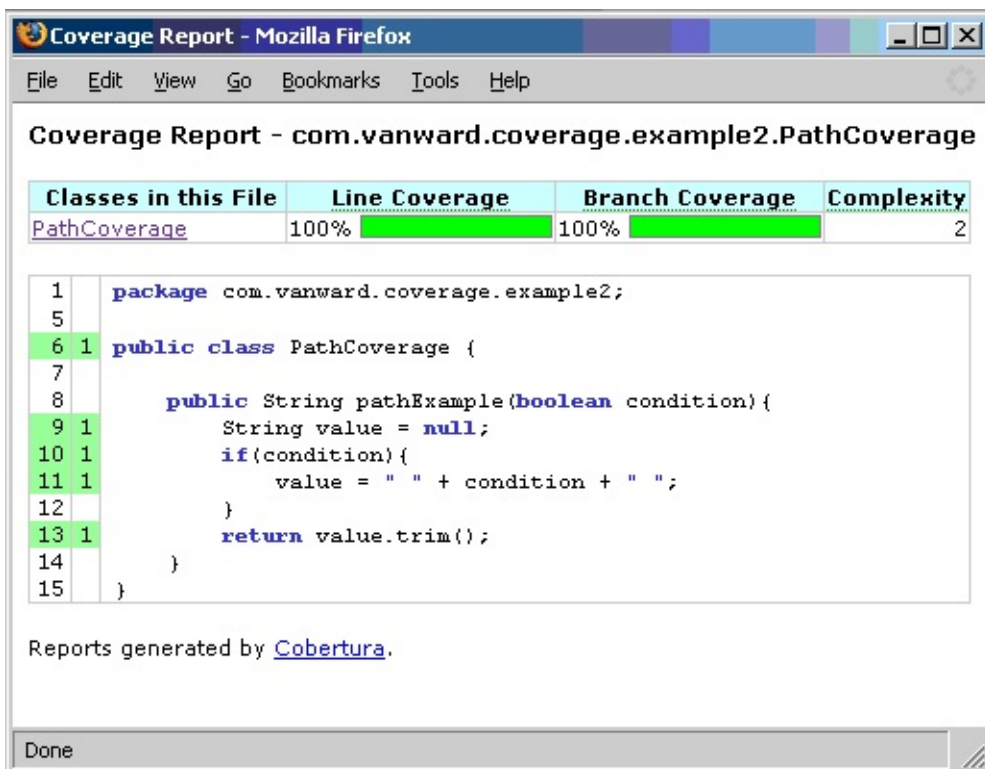 Coverage Report - Mozilla Firefox
File Edit View Go Bookmarks Tools Help
Coverage Report - com.vanward.coverage.example2.PathCoverage
Classes in this File Line Coverage Branch Coverage Complexity
PathCoverage 100% 100% 2
1 package com.vanward.coverage.example2;
5
6 1 public class PathCoverage {
7
8 public String pathExample(boolean condition){
9 1 String value = null;
10 1 if(condition){
11 1 value = " " + condition + " ";
12 }
13 1 return value.trim();
14 }
15 }
Reports generated by Cobertura.
Done